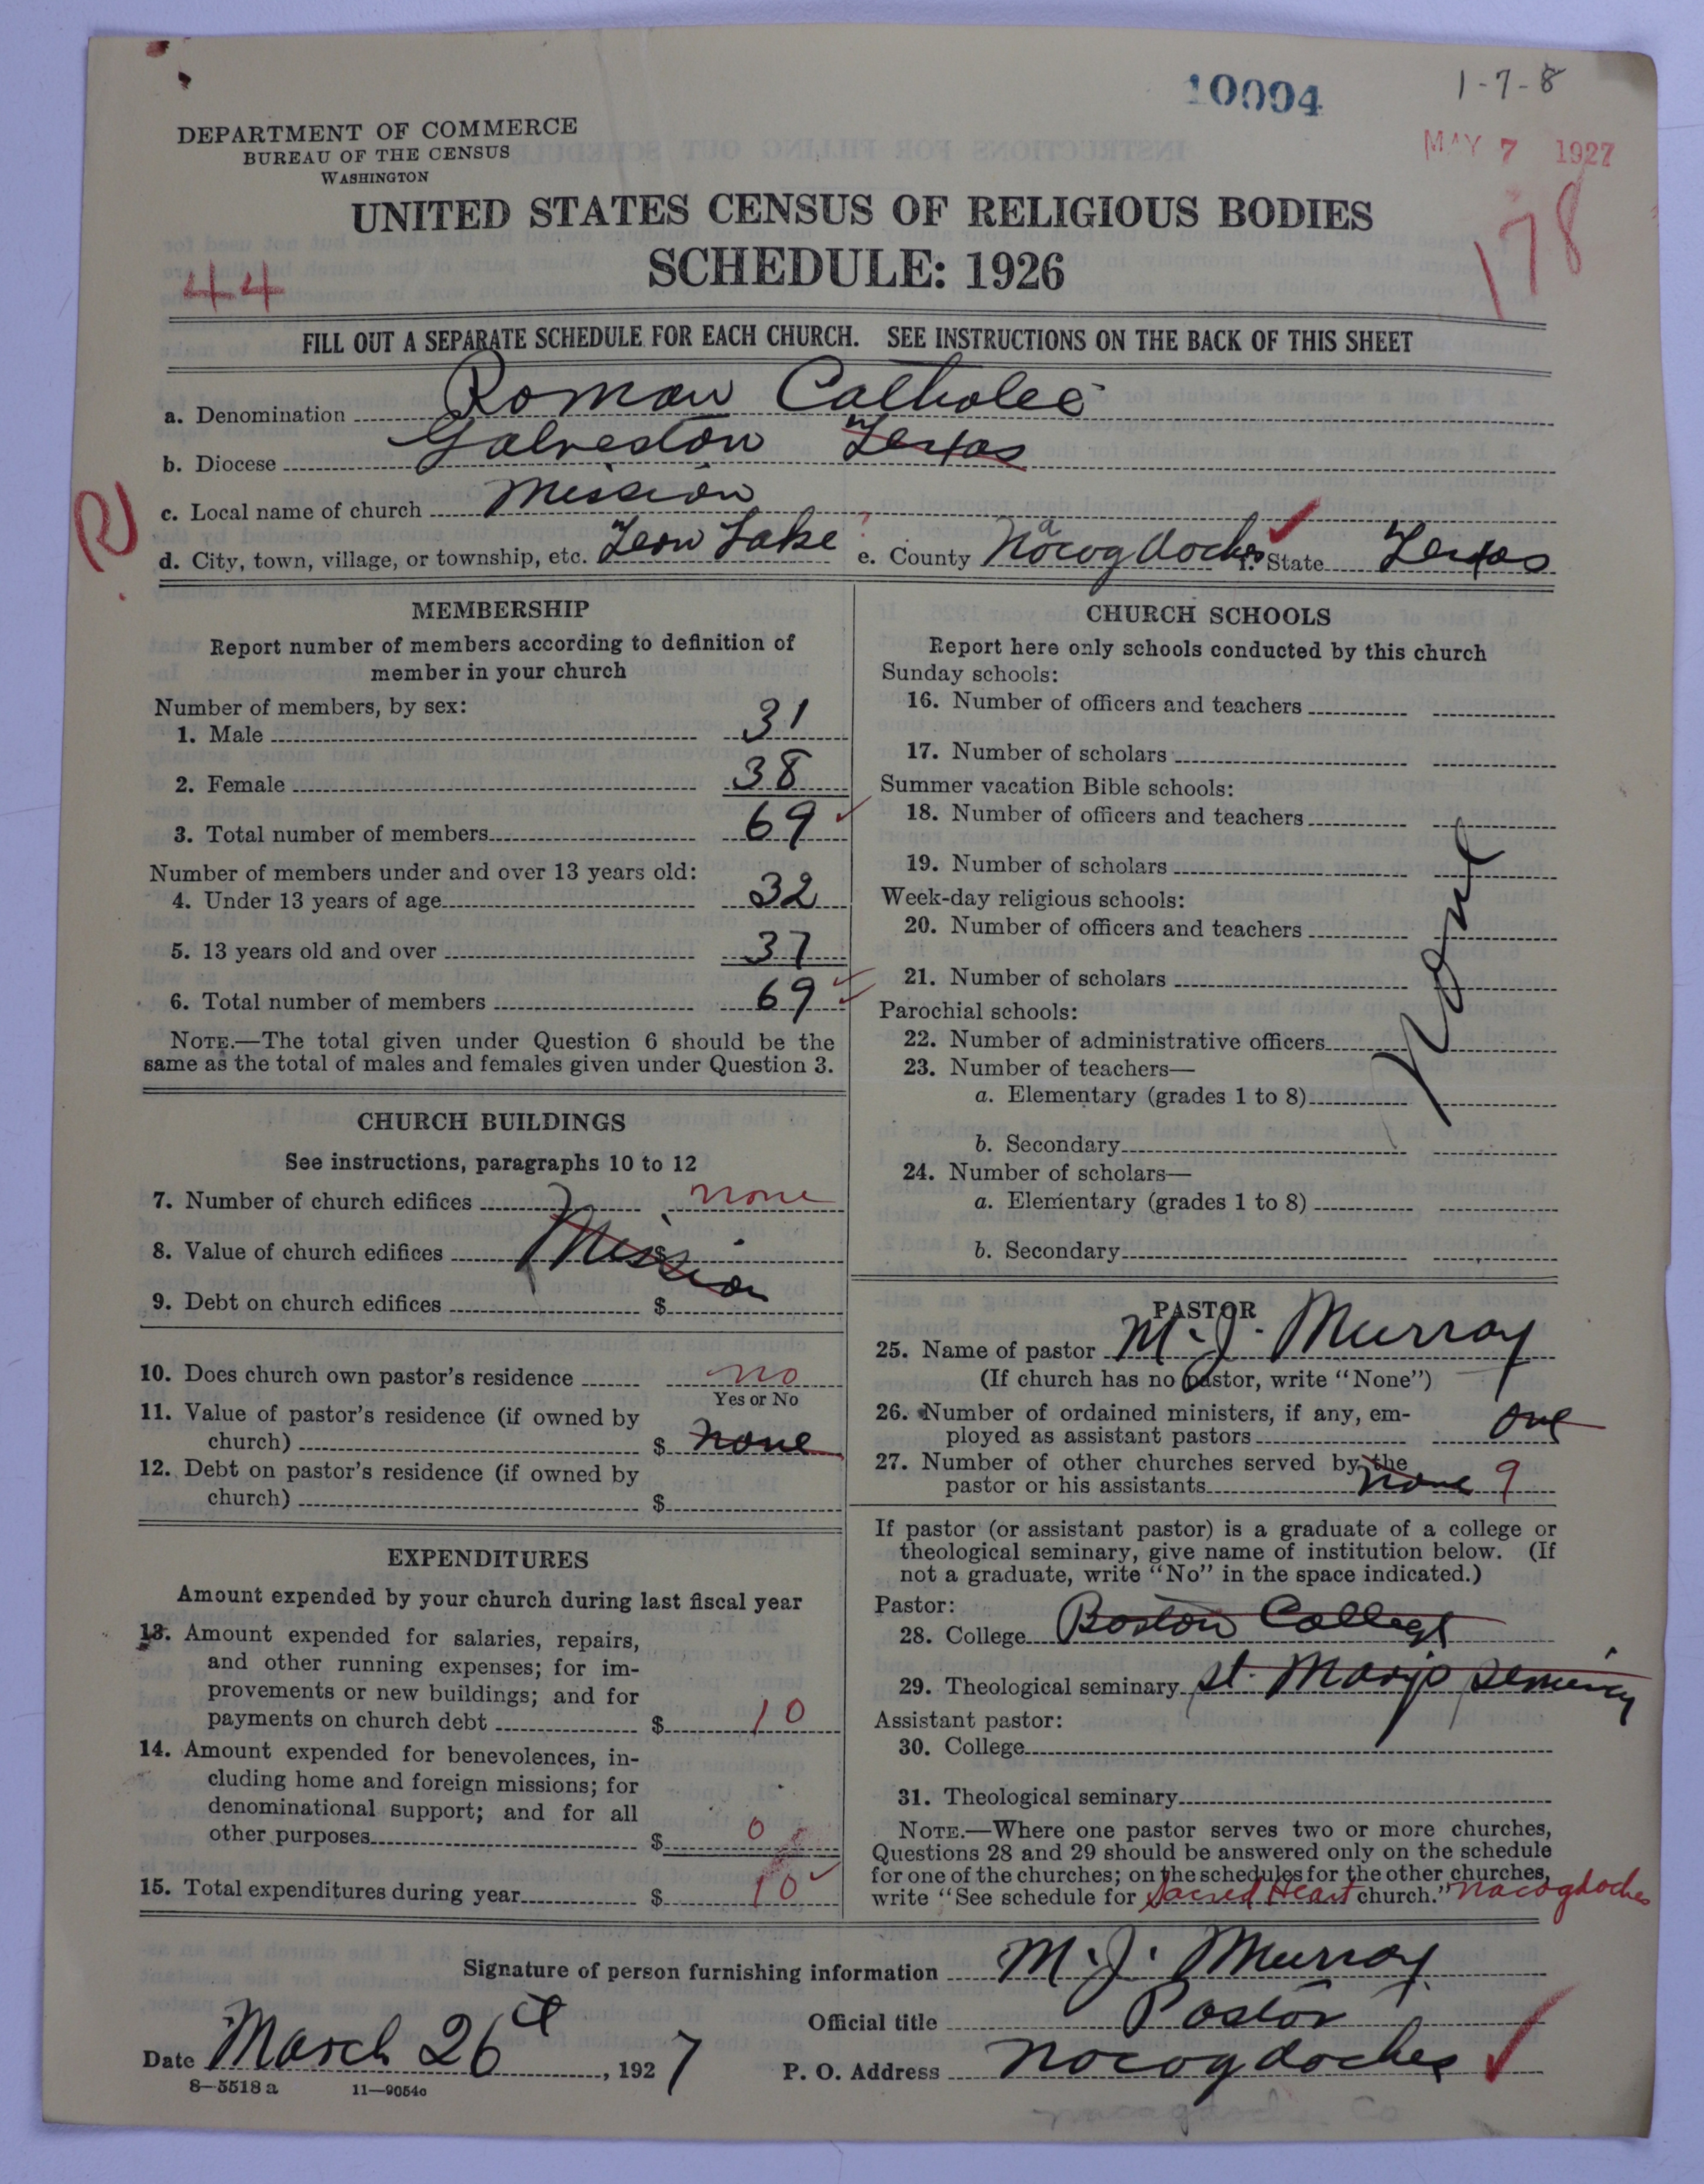 10004
1-7-8
MAY 7 1927
DEPARTMENT OF COMMERCE
BUREAU OF THE CENSUS
WASHINGTON
UNITED STATES CENSUS OF RELIGIOUS BODIES
SCHEDULE: 1926
44
178
FILL OUT A SEPARATE SCHEDULE FOR EACH CHURCH. SEE INSTRUCTIONS ON THE BACK OF THIS SHEET
a. Denomination Roman Catholic
b. Diocese Galveston Texas
c. Local name of church Mission
d. City, town, village, or township, etc. Leon Lake ? e. County Nacogdoches f. State Texas
MEMBERSHIP
Report number of members according to definition of
member in your church
Number of members, by sex:
1. Male 31
2. Female 38
3. Total number of members 69
Number of members under and over 13 years old:
4. Under 13 years of age 32
5. 13 years old and over 37
6. Total number of members 69
NOTE.—The total given under Question 6 should be the
same as the total of males and females given under Question 3.
CHURCH BUILDINGS
See instructions, paragraphs 10 to 12
7. Number of church edifices none
8. Value of church edifices $ Mission
9. Debt on church edifices $
10. Does church own pastor's residence no
Yes or No
11. Value of pastor's residence (if owned by
church) $ none
12. Debt on pastor's residence (if owned by
church) $
EXPENDITURES
Amount expended by your church during last fiscal year
13. Amount expended for salaries, repairs,
and other running expenses; for im-
provements or new buildings; and for
payments on church debt $ 10
14. Amount expended for benevolences, in-
cluding home and foreign missions; for
denominational support; and for all
other purposes $ 0
15. Total expenditures during year $ 10
CHURCH SCHOOLS
Report here only schools conducted by this church
Sunday schools:
16. Number of officers and teachers
17. Number of scholars
Summer vacation Bible schools:
18. Number of officers and teachers
19. Number of scholars
Week-day religious schools:
20. Number of officers and teachers
21. Number of scholars
Parochial schools:
22. Number of administrative officers
23. Number of teachers—
a. Elementary (grades 1 to 8)
b. Secondary
24. Number of scholars—
a. Elementary (grades 1 to 8)
b. Secondary
None
PASTOR
25. Name of pastor M. J. Murray
(If church has no pastor, write "None")
26. Number of ordained ministers, if any, em-
ployed as assistant pastors one
27. Number of other churches served by the
pastor or his assistants none 9
If pastor (or assistant pastor) is a graduate of a college or
theological seminary, give name of institution below. (If
not a graduate, write "No" in the space indicated.)
Pastor:
28. College Boston College
29. Theological seminary St. Marys Seminary
Assistant pastor:
30. College
31. Theological seminary
NOTE.—Where one pastor serves two or more churches,
Questions 28 and 29 should be answered only on the schedule
for one of the churches; on the schedules for the other churches,
write "See schedule for Sacred Heart church." Nacogdoches
Signature of person furnishing information M. J. Murray
Official title Pastor
Date March 26th, 1927 P. O. Address Nacogdoches
8—5518 a 11—9054c